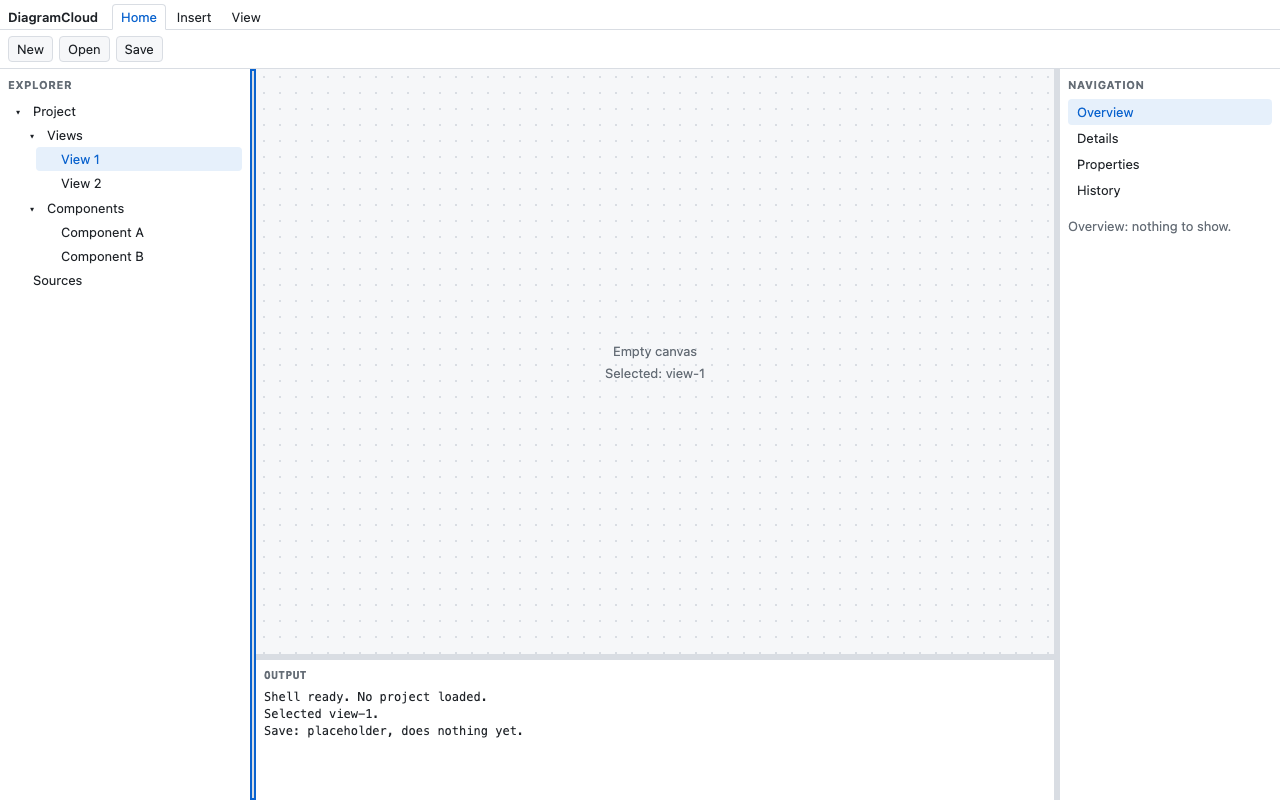 DiagramCloud Home Insert View
New Open Save
EXPLORER
Project
Views
View 1
View 2
Components
Component A
Component B
Sources
Empty canvas
Selected: view-1
OUTPUT
Shell ready. No project loaded.
Selected view-1.
Save: placeholder, does nothing yet.
NAVIGATION
Overview
Details
Properties
History
Overview: nothing to show.